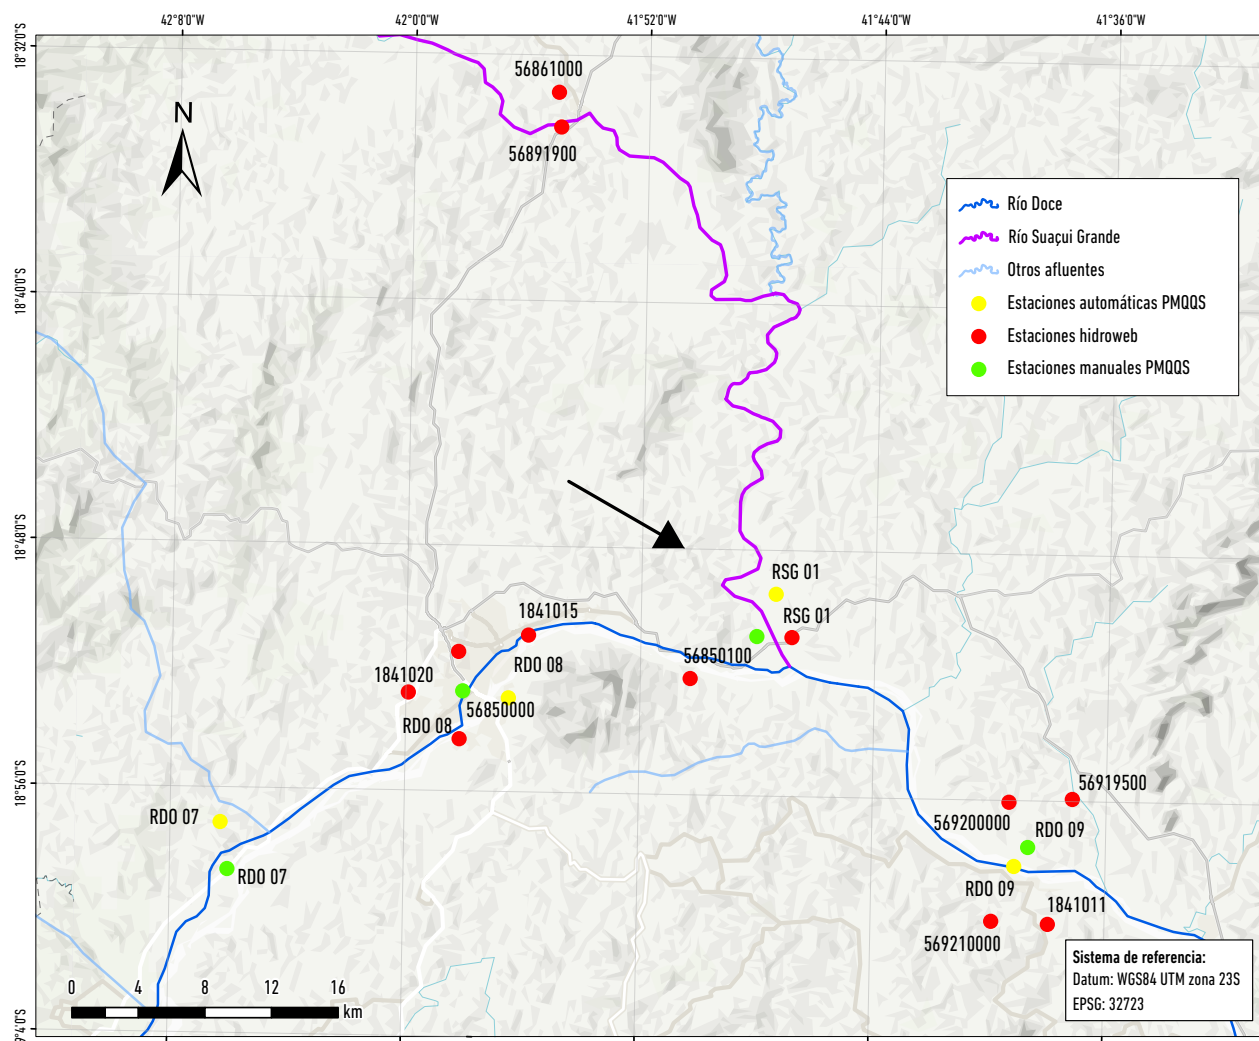 42°8'0"W
42°0'0"W
41°52'0"W
41°44'0"W
41°36'0"W
18°32'0"S
18°40'0"S
18°48'0"S
18°56'0"S
9°4'0"S
N
56861000
56891900
Río Doce
Río Suaçui Grande
Otros afluentes
Estaciones automáticas PMQQS
Estaciones hidroweb
Estaciones manuales PMQQS
RSG 01
RSG 01
1841015
56850100
RDO 08
1841020
56850000
RDO 08
RDO 07
RDO 07
56919500
569200000
RDO 09
RDO 09
1841011
569210000
Sistema de referencia:
Datum: WGS84 UTM zona 23S
EPSG: 32723
0 4 8 12 16
km